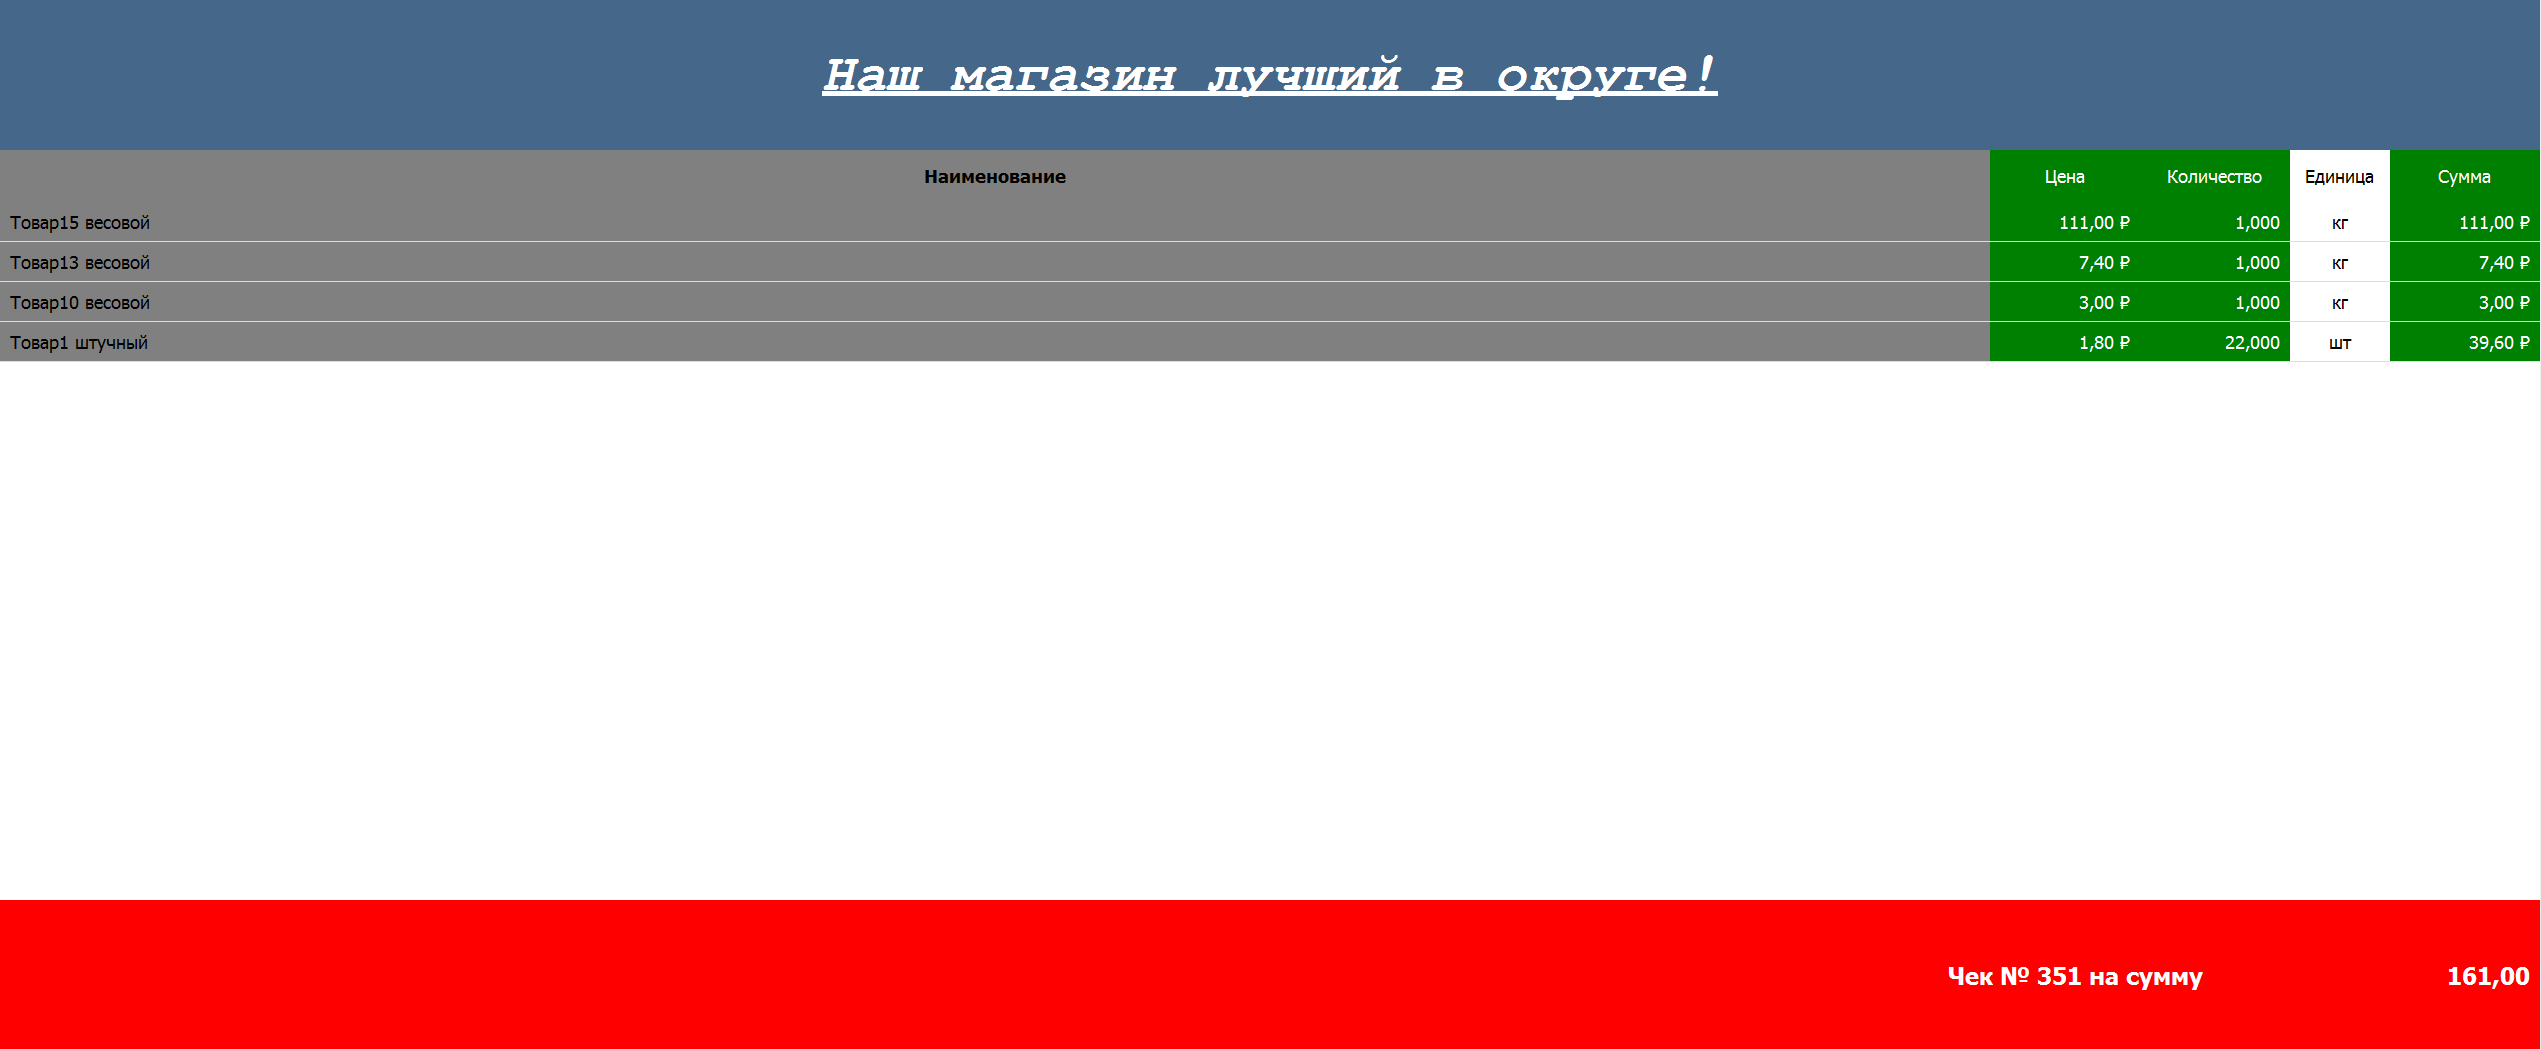 Наш магазин лучший в округе!
Наименование Цена Количество Единица Сумма
Товар15 весовой 111,00 ₽ 1,000 кг 111,00 ₽
Товар13 весовой 7,40 ₽ 1,000 кг 7,40 ₽
Товар10 весовой 3,00 ₽ 1,000 кг 3,00 ₽
Товар1 штучный 1,80 ₽ 22,000 шт 39,60 ₽
Чек № 351 на сумму 161,00